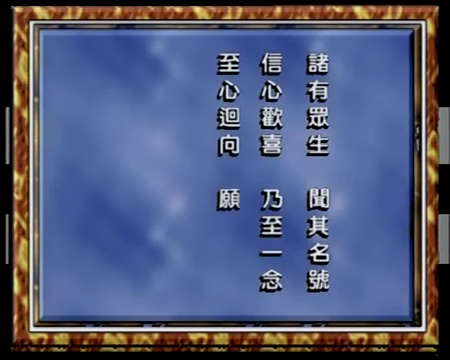 諸有眾生　聞其名號
信心歡喜　乃至一念
至心迴向　願